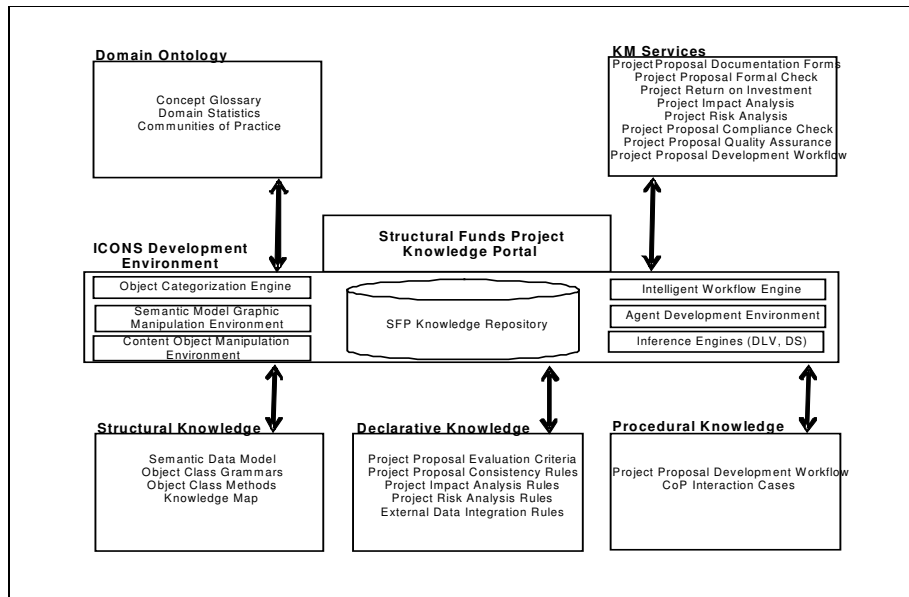 Domain Ontology
Concept Glossary
Domain Statistics
Communities of Practice
KM Services
Project Proposal Documentation Forms
Project Proposal Formal Check
Project Return on Investment
Project Impact Analysis
Project Risk Analysis
Project Proposal Compliance Check
Project Proposal Quality Assurance
Project Proposal Development Workflow
ICONS Development
Environment
Structural Funds Project
Knowledge Portal
Object Categorization Engine
Semantic Model Graphic
Manipulation Environment
Content Object Manipulation
Environment
SFP Knowledge Repository
Intelligent Workflow Engine
Agent Development Environment
Inference Engines (DLV, DS)
Structural Knowledge
Semantic Data Model
Object Class Grammars
Object Class Methods
Knowledge Map
Declarative Knowledge
Project Proposal Evaluation Criteria
Project Proposal Consistency Rules
Project Impact Analysis Rules
Project Risk Analysis Rules
External Data Integration Rules
Procedural Knowledge
Project Proposal Development Workflow
CoP Interaction Cases